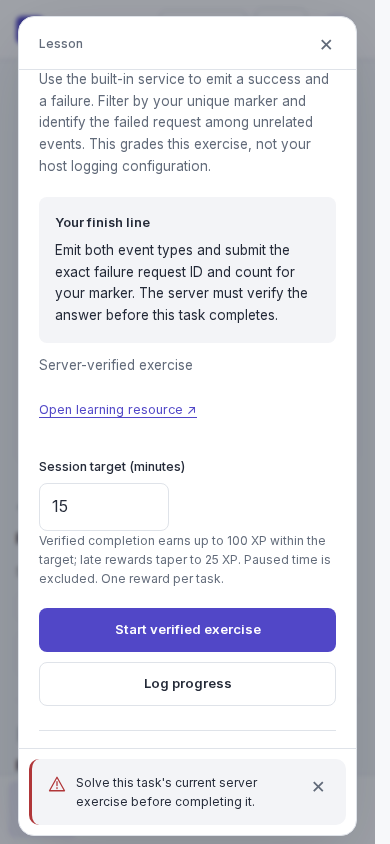 Lesson
Use the built-in service to emit a success and
a failure. Filter by your unique marker and
identify the failed request among unrelated
events. This grades this exercise, not your
host logging configuration.
Your finish line
Emit both event types and submit the
exact failure request ID and count for
your marker. The server must verify the
answer before this task completes.
Server-verified exercise
Open learning resource ↗
Session target (minutes)
15
Verified completion earns up to 100 XP within the
target; late rewards taper to 25 XP. Paused time is
excluded. One reward per task.
Start verified exercise
Log progress
Solve this task's current server
exercise before completing it.